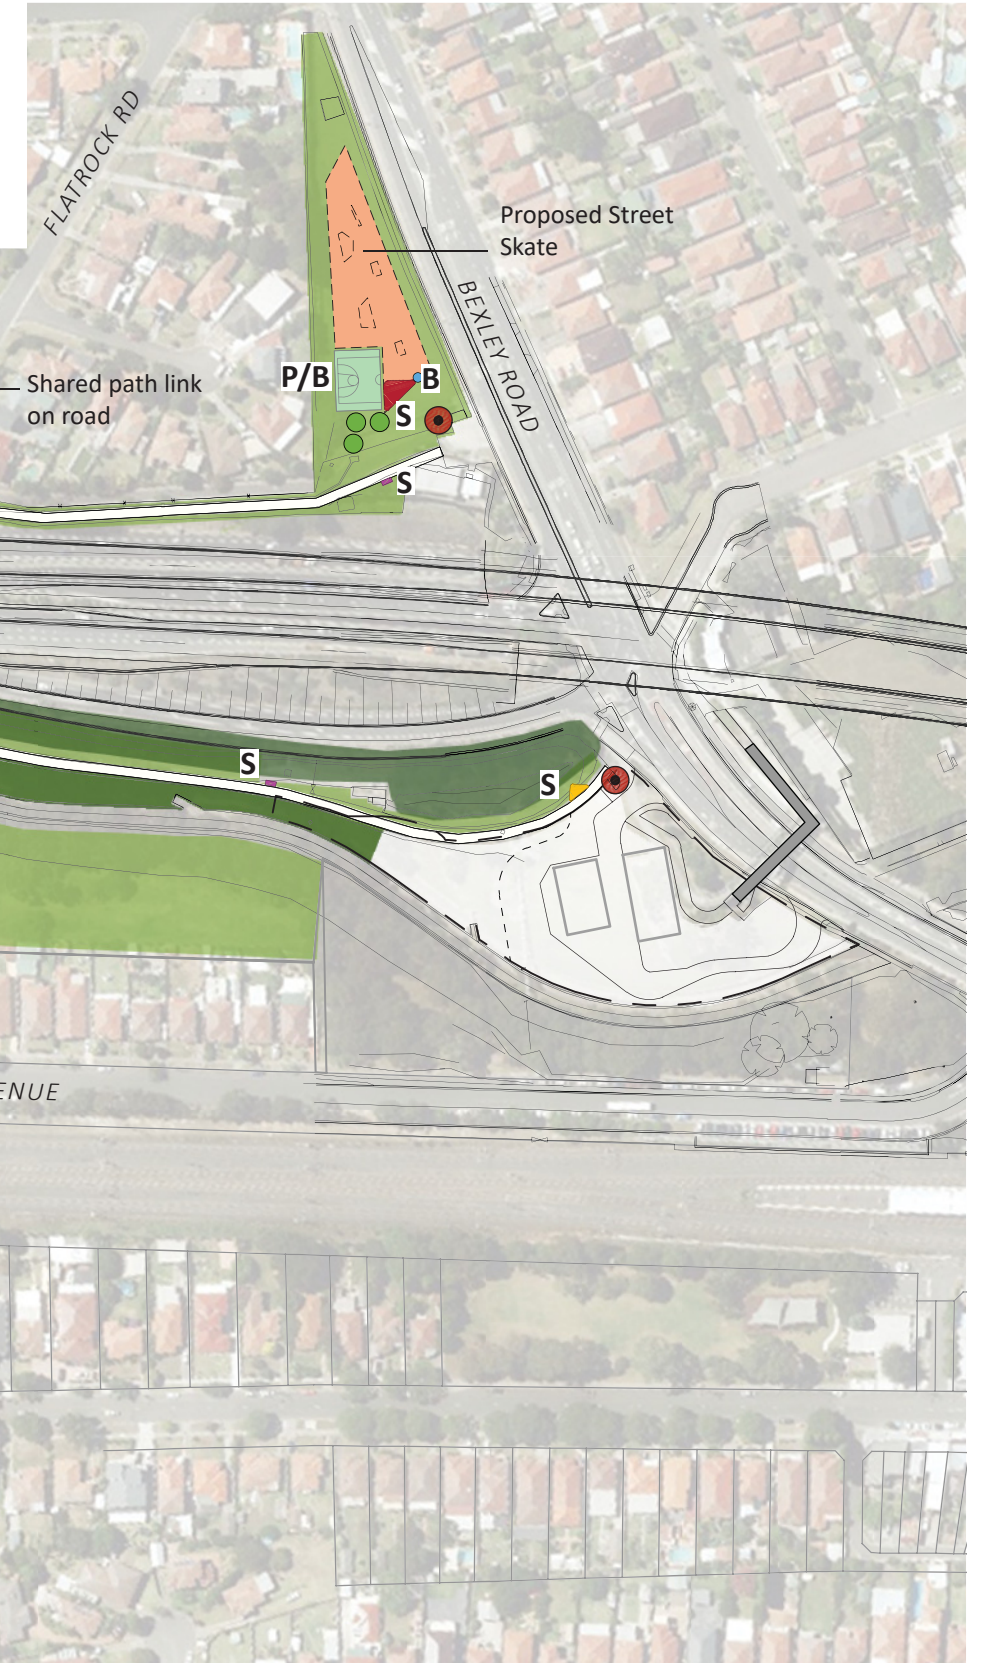 FLATROCK RD
Proposed Street
Skate
BEXLEY ROAD
P/B
B
Shared path link
on road
S
S
S
S
ENUE